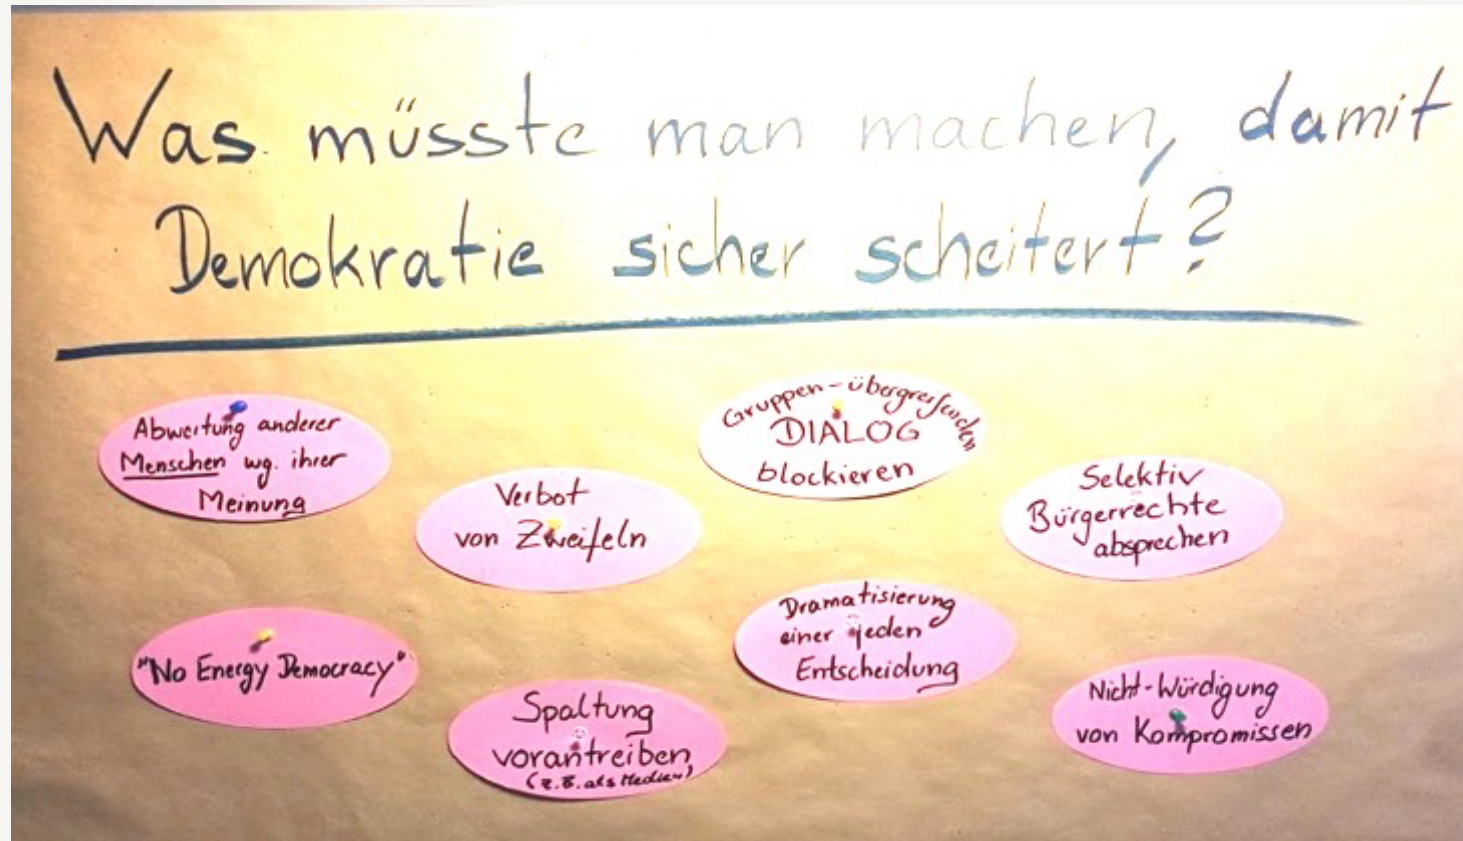 Was müsste man machen, damit
Demokratie sicher scheitert?
Abwertung anderer
Menschen wg. ihrer
Meinung
Verbot
von Zweifeln
Gruppen-übergreifenden
DIALOG
blockieren
Selektiv
Bürgerrechte
absprechen
"No Energy Democracy"
Spaltung
vorantreiben
(z.B. als Medien)
Dramatisierung
einer jeden
Entscheidung
Nicht-Würdigung
von Kompromissen